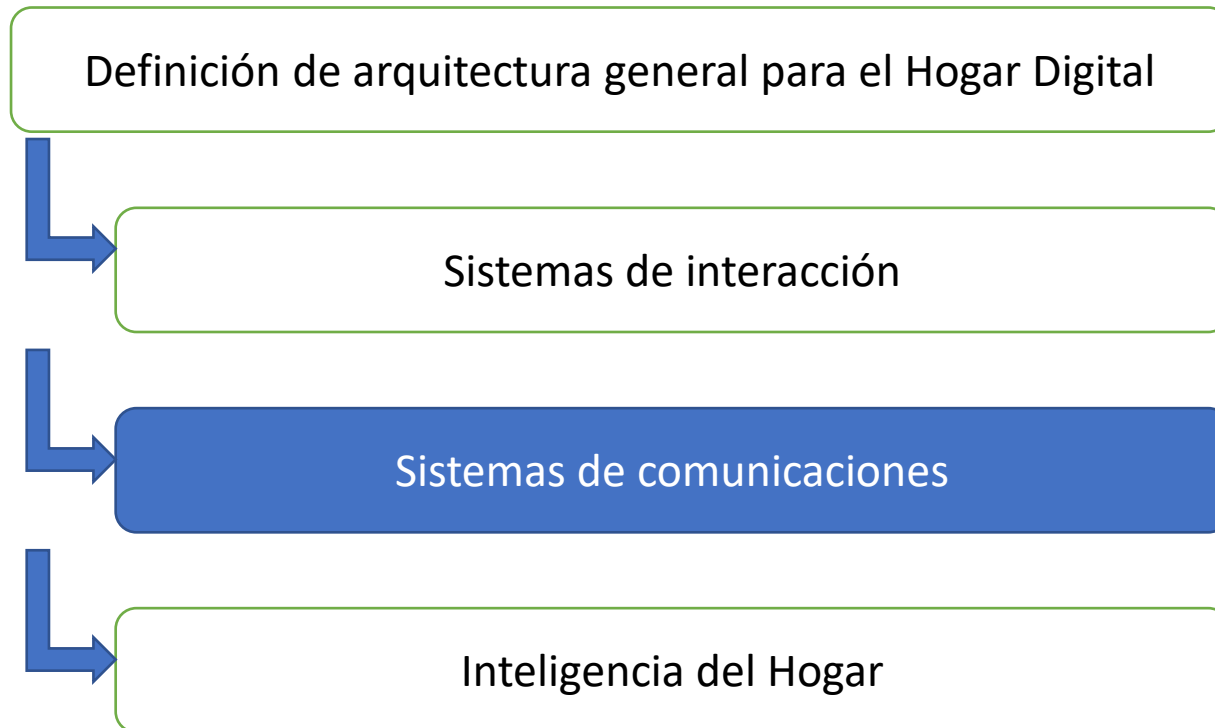 Definición de arquitectura general para el Hogar Digital
Sistemas de interacción
Sistemas de comunicaciones
Inteligencia del Hogar